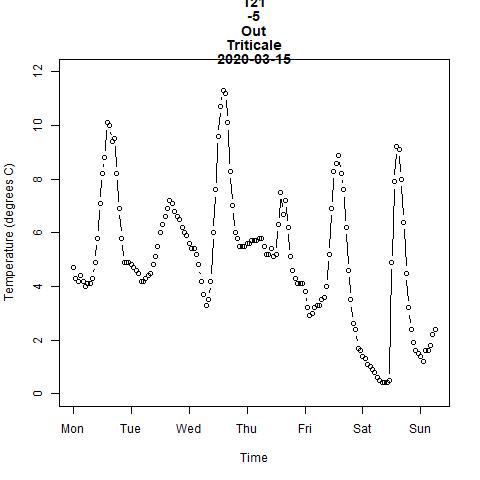 121
-5
Out
Triticale
2020-03-15
Temperature (degrees C)
12
10
8
6
4
2
0
Mon Tue Wed Thu Fri Sat Sun
Time